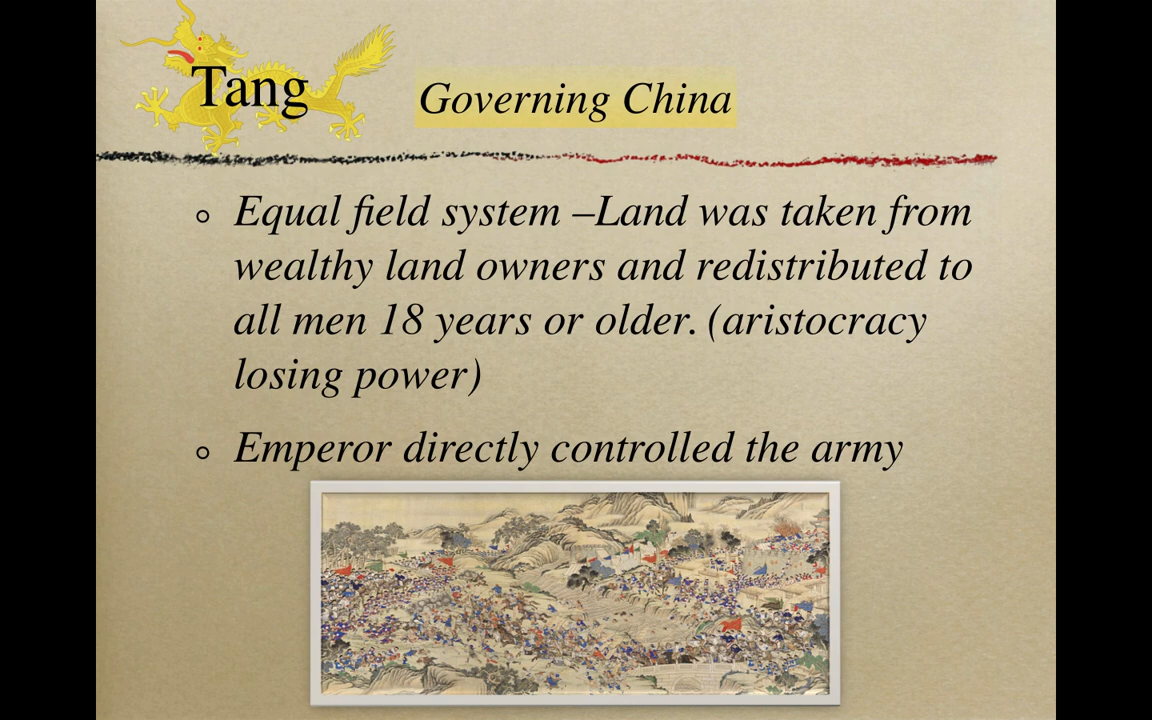 Tang
Governing China
Equal field system –Land was taken from
wealthy land owners and redistributed to
all men 18 years or older. (aristocracy
losing power)
Emperor directly controlled the army